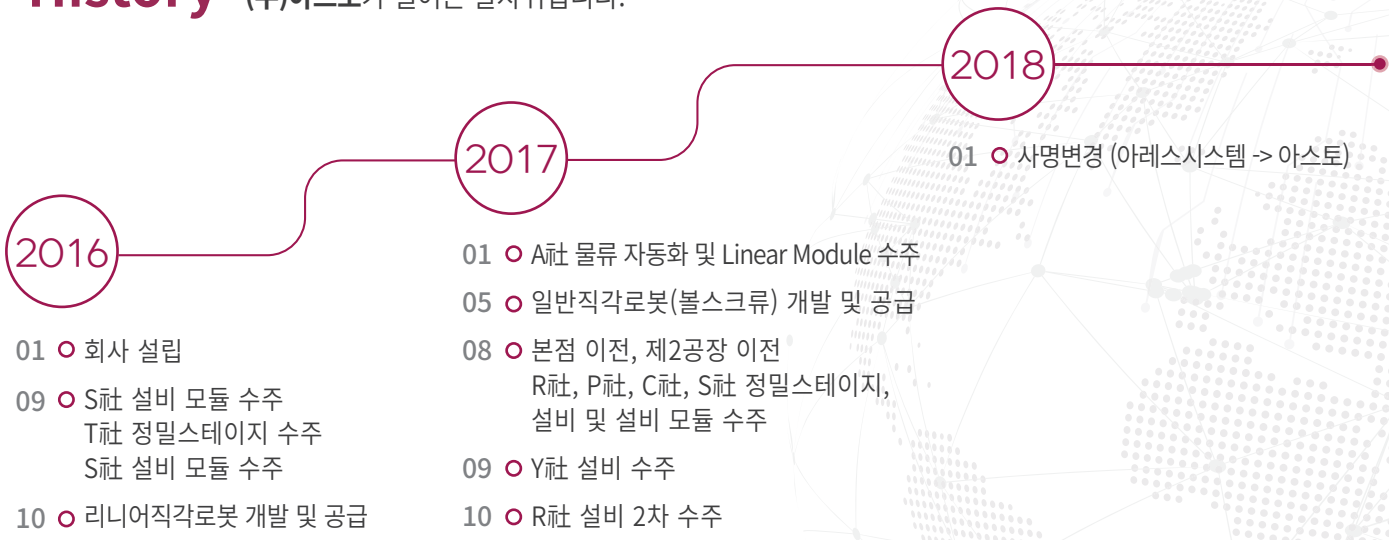 History (주)아스토가 걸어온 발자취입니다.
2016
01 회사 설립
09 S社 설비 모듈 수주
T社 정밀스테이지 수주
S社 설비 모듈 수주
10 리니어직각로봇 개발 및 공급
2017
01 A社 물류 자동화 및 Linear Module 수주
05 일반직각로봇(볼스크류) 개발 및 공급
08 본점 이전, 제2공장 이전
R社, P社, C社, S社 정밀스테이지,
설비 및 설비 모듈 수주
09 Y社 설비 수주
10 R社 설비 2차 수주
2018
01 사명변경 (아레스시스템 -> 아스토)